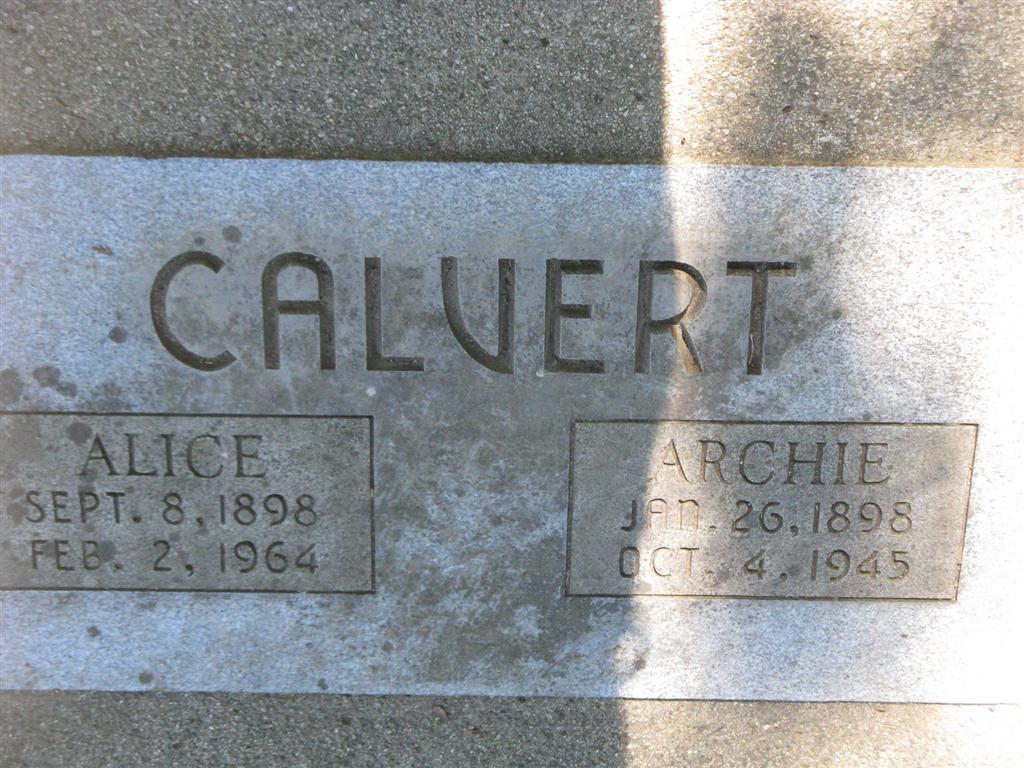 CALVERT
ALICE
SEPT. 8, 1898
FEB. 2, 1964
ARCHIE
JAN. 26, 1898
OCT. 4, 1945